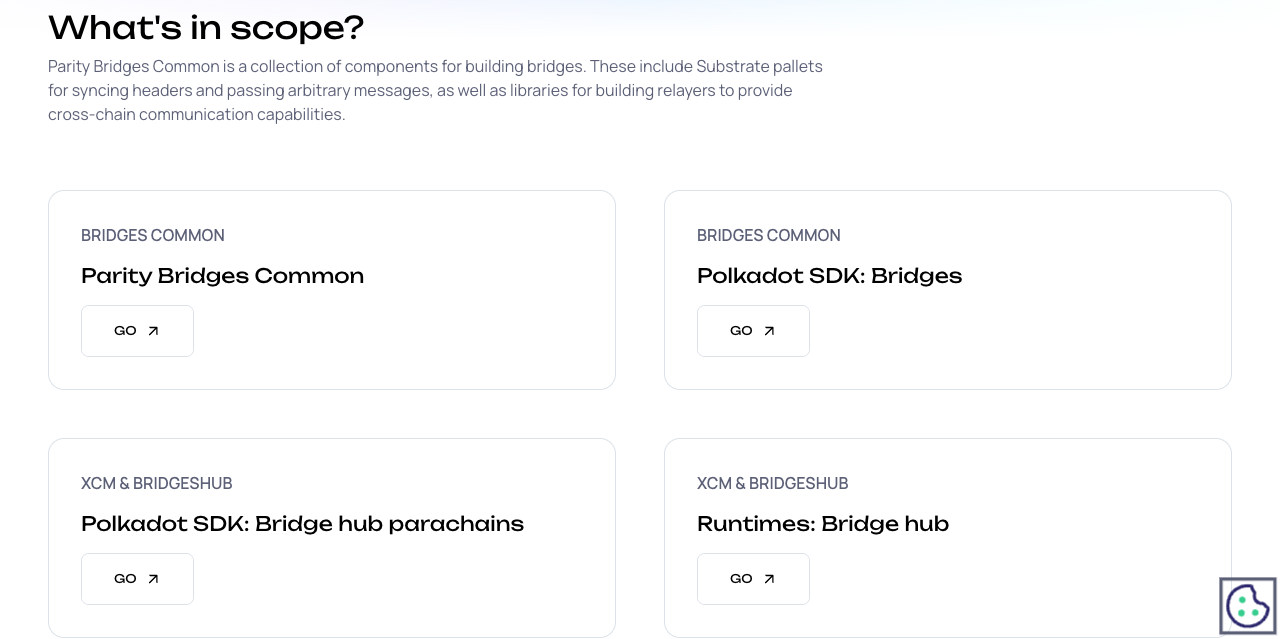 What's in scope?
Parity Bridges Common is a collection of components for building bridges. These include Substrate pallets
for syncing headers and passing arbitrary messages, as well as libraries for building relayers to provide
cross-chain communication capabilities.
BRIDGES COMMON
Parity Bridges Common
GO
BRIDGES COMMON
Polkadot SDK: Bridges
GO
XCM & BRIDGESHUB
Polkadot SDK: Bridge hub parachains
GO
XCM & BRIDGESHUB
Runtimes: Bridge hub
GO